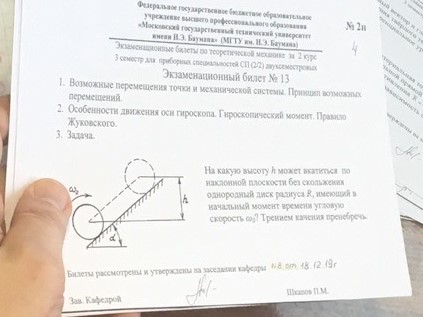 Федеральное государственное бюджетное образовательное
учреждение высшего профессионального образования
«Московский государственный технический университет
имени Н.Э. Баумана» (МГТУ им. Н.Э. Баумана)
№ 2п
4
Экзаменационные билеты по теоретической механике за 2 курс
3 семестр для приборных специальностей СП (2/2) двухсеместровых
Экзаменационный билет № 13
1. Возможные перемещения точки и механической системы. Принцип возможных
перемещений.
2. Особенности движения оси гироскопа. Гироскопический момент. Правило
Жуковского.
3. Задача.
На какую высоту h может вкатиться по
наклонной плоскости без скольжения
однородный диск радиуса R, имеющий в
начальный момент времени угловую
скорость ω₀? Трением качения пренебречь.
ω₀
h
α
Билеты рассмотрены и утверждены на заседании кафедры №8 от 18.12.19г
Зав. Кафедрой
Шкапов П.М.